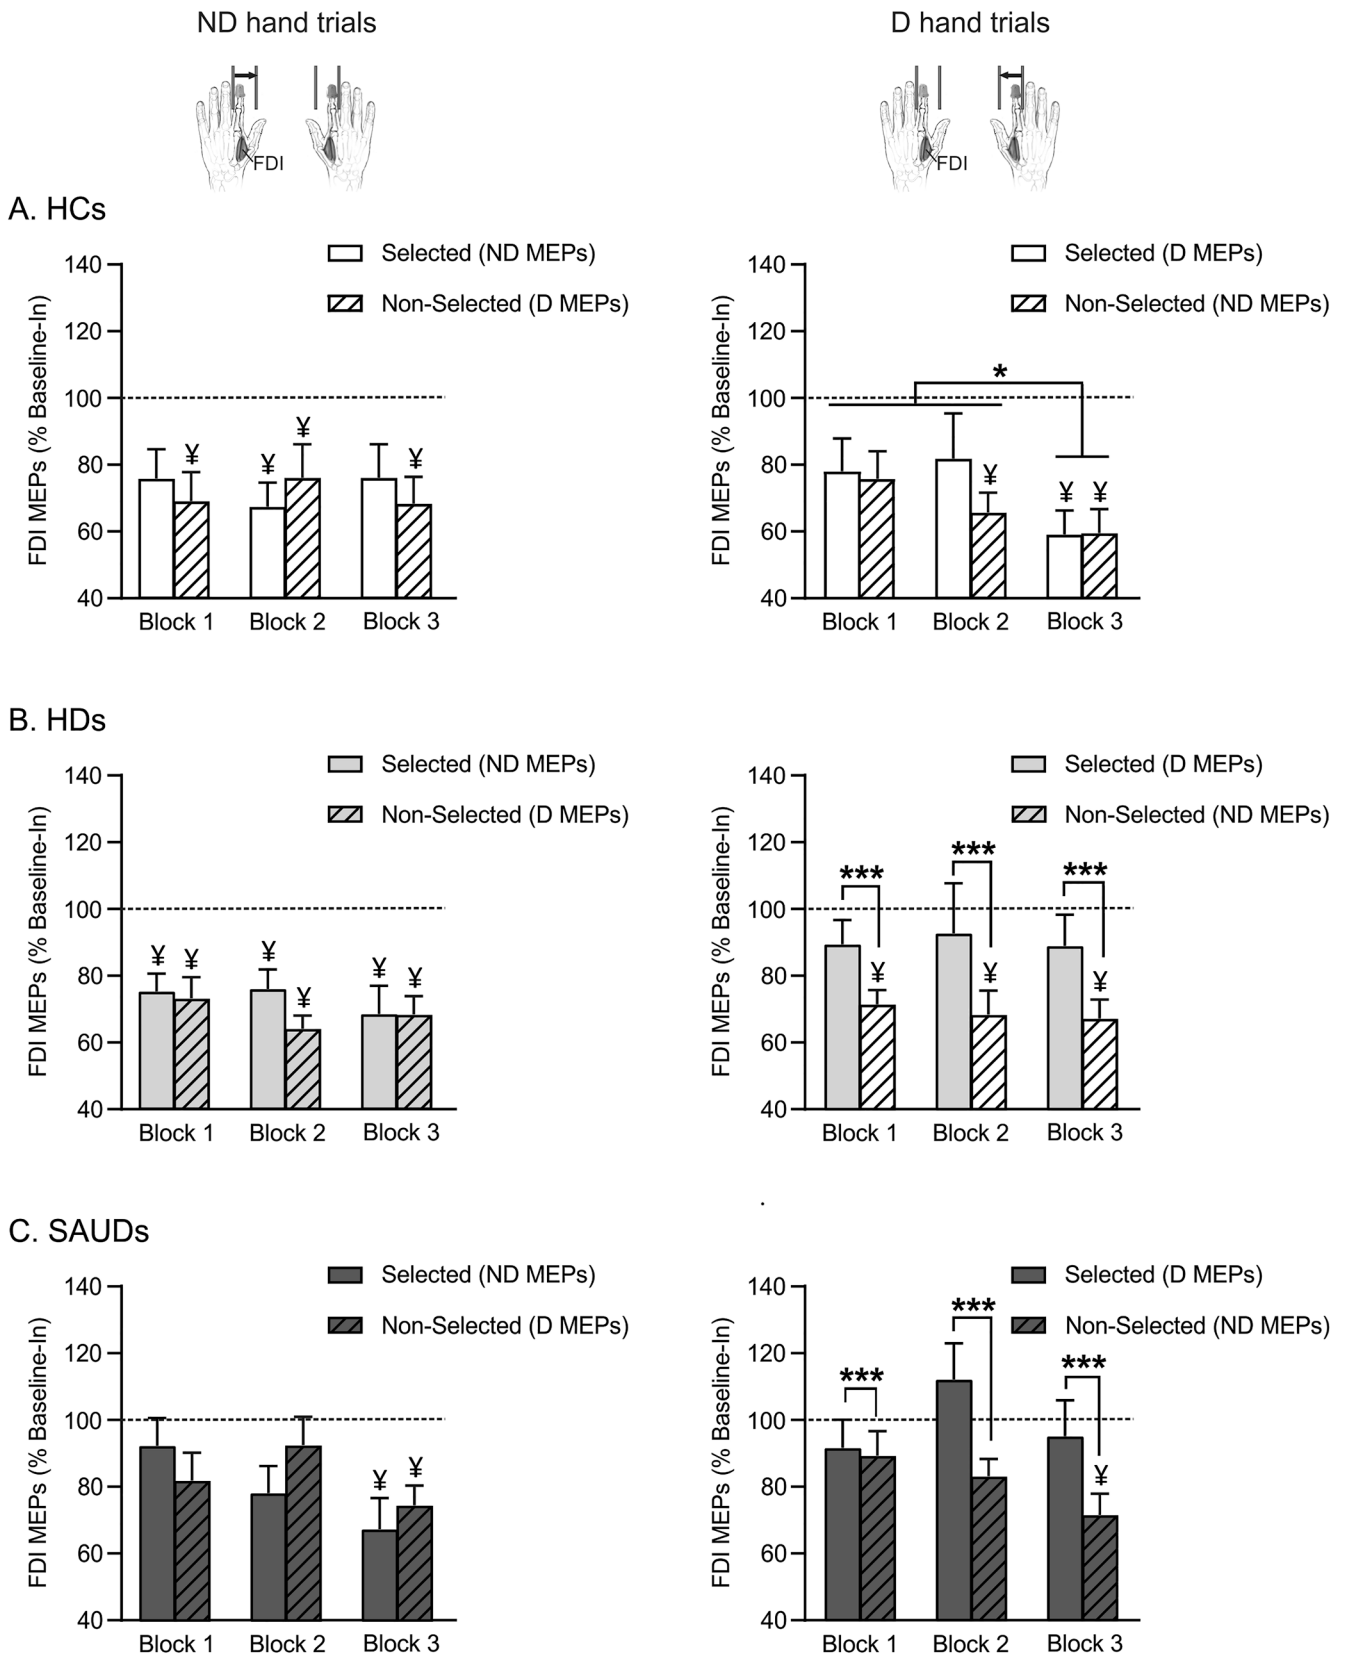 ND hand trials
D hand trials
FDI
FDI
A. HCs
Selected (ND MEPs)
Non-Selected (D MEPs)
FDI MEPs (% Baseline-In)
140
120
100
80
60
40
¥
¥
¥
¥
Block 1
Block 2
Block 3
Selected (D MEPs)
Non-Selected (ND MEPs)
FDI MEPs (% Baseline-In)
140
120
100
80
60
40
*
¥
¥
¥
Block 1
Block 2
Block 3
B. HDs
Selected (ND MEPs)
Non-Selected (D MEPs)
FDI MEPs (% Baseline-In)
140
120
100
80
60
40
¥
¥
¥
¥
¥
¥
Block 1
Block 2
Block 3
Selected (D MEPs)
Non-Selected (ND MEPs)
FDI MEPs (% Baseline-In)
140
120
100
80
60
40
***
***
***
¥
¥
¥
Block 1
Block 2
Block 3
C. SAUDs
Selected (ND MEPs)
Non-Selected (D MEPs)
FDI MEPs (% Baseline-In)
140
120
100
80
60
40
¥
¥
Block 1
Block 2
Block 3
Selected (D MEPs)
Non-Selected (ND MEPs)
FDI MEPs (% Baseline-In)
140
120
100
80
60
40
***
***
***
¥
Block 1
Block 2
Block 3